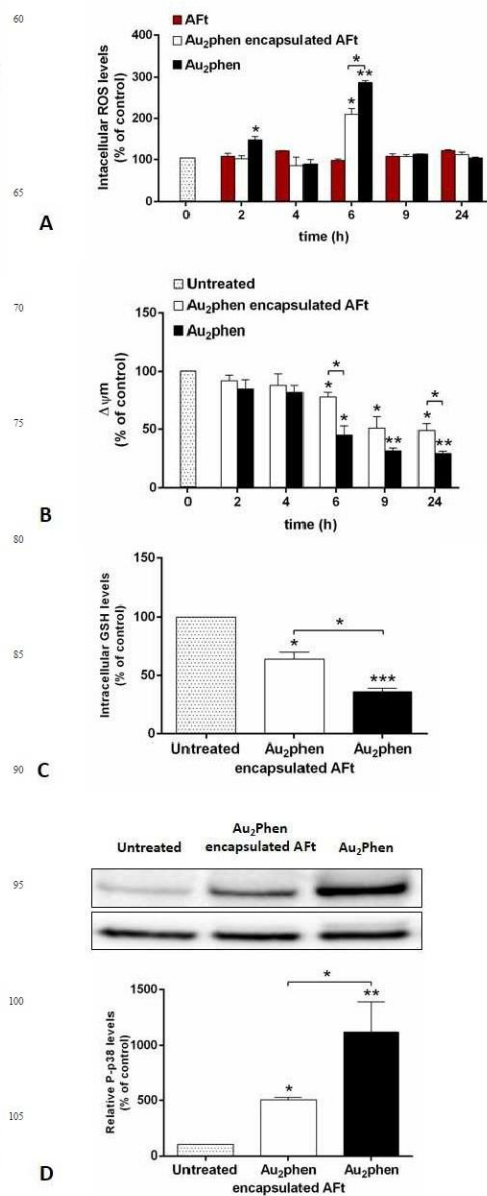 60
AFt
Au₂phen encapsulated AFt
Au₂phen
Intacellular ROS levels
(% of control)
400
300
200
100
0
*
*
**
*
0 2 4 6 9 24
time (h)
65
A
70
Untreated
Au₂phen encapsulated AFt
Au₂phen
Δψm
(% of control)
150
100
50
0
* *
* * *
* ** **
0 2 4 6 9 24
time (h)
75
B
80
Intracellular GSH levels
(% of control)
150
100
50
0
*
*
***
Untreated Au₂phen Au₂phen
encapsulated AFt
85
90
C
Untreated Au₂Phen encapsulated AFt Au₂Phen
95
100
Relative P-p38 levels
(% of control)
1500
1000
500
0
*
**
*
Untreated Au₂phen Au₂phen
encapsulated AFt
105
D